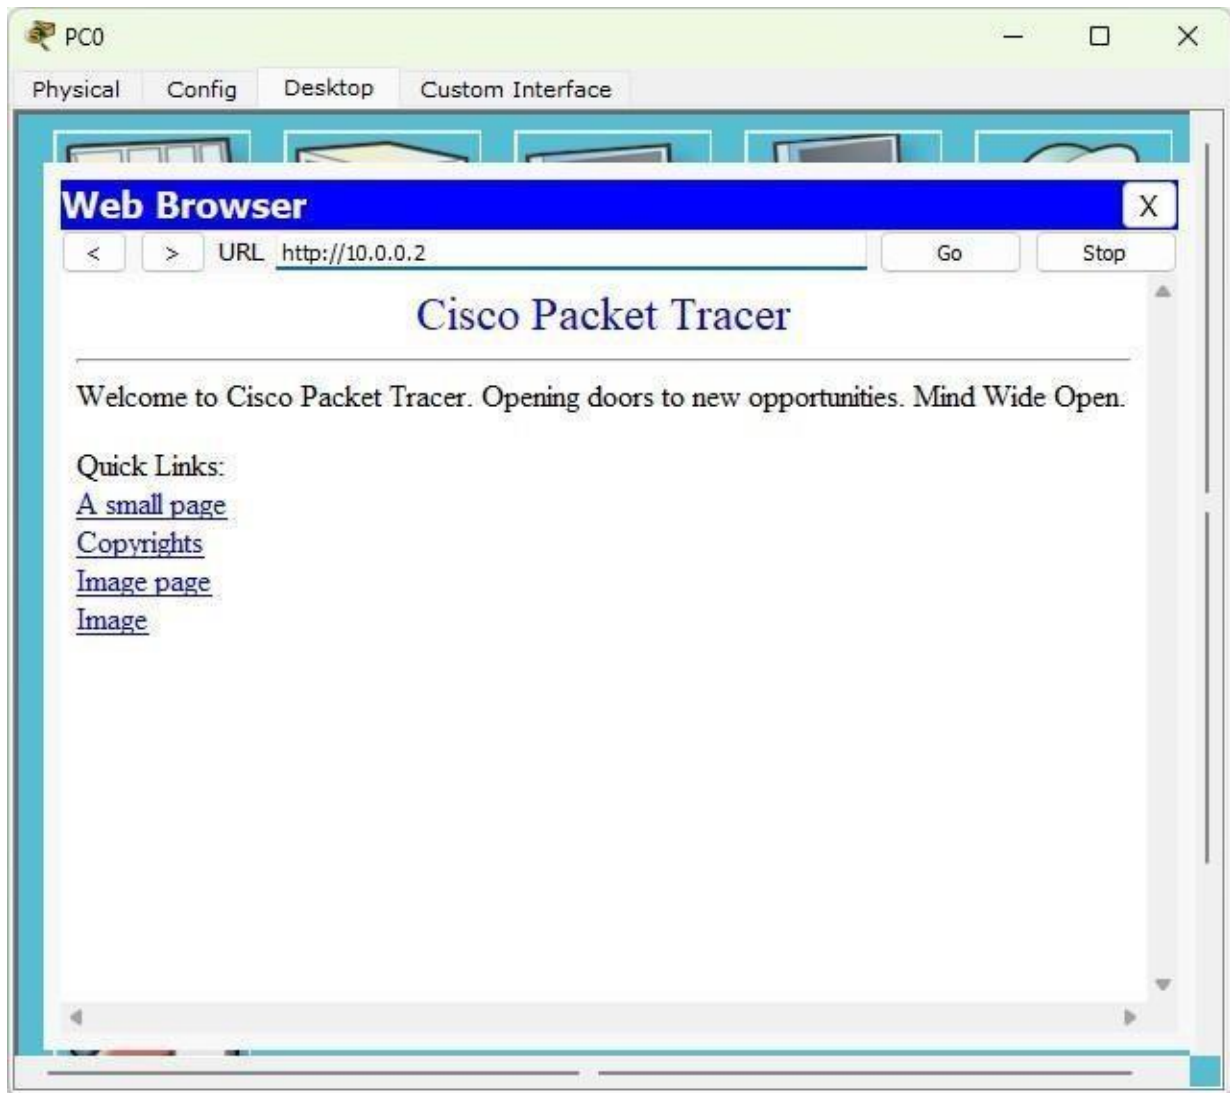 PC0
Physical Config Desktop Custom Interface
Web Browser X
< > URL http://10.0.0.2 Go Stop
Cisco Packet Tracer
Welcome to Cisco Packet Tracer. Opening doors to new opportunities. Mind Wide Open.
Quick Links:
A small page
Copyrights
Image page
Image